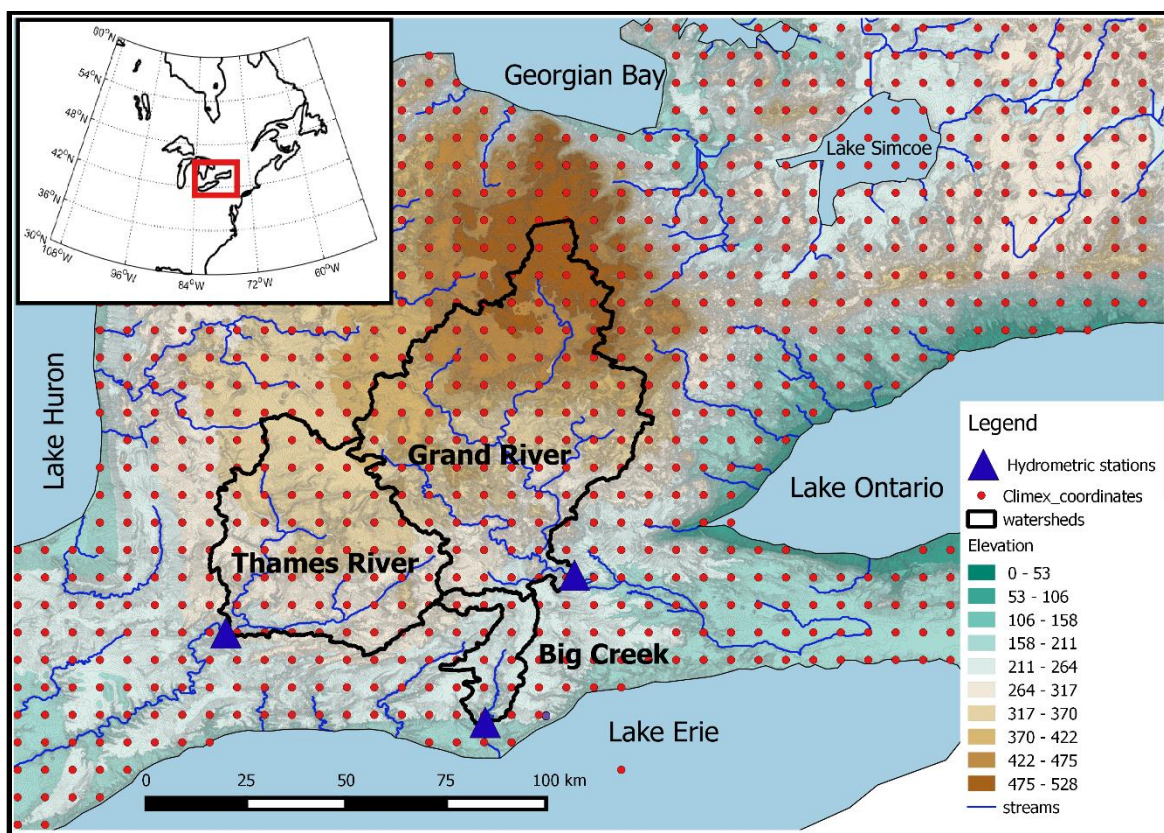 60°N
54°N
48°N
42°N
36°N
30°N
108°W
96°W
84°W
72°W
60°W
Georgian Bay
Lake Simcoe
Lake Huron
Grand River
Lake Ontario
Thames River
Big Creek
Lake Erie
0 25 50 75 100 km
Legend
Hydrometric stations
Climex_coordinates
watersheds
Elevation
0 - 53
53 - 106
106 - 158
158 - 211
211 - 264
264 - 317
317 - 370
370 - 422
422 - 475
475 - 528
streams